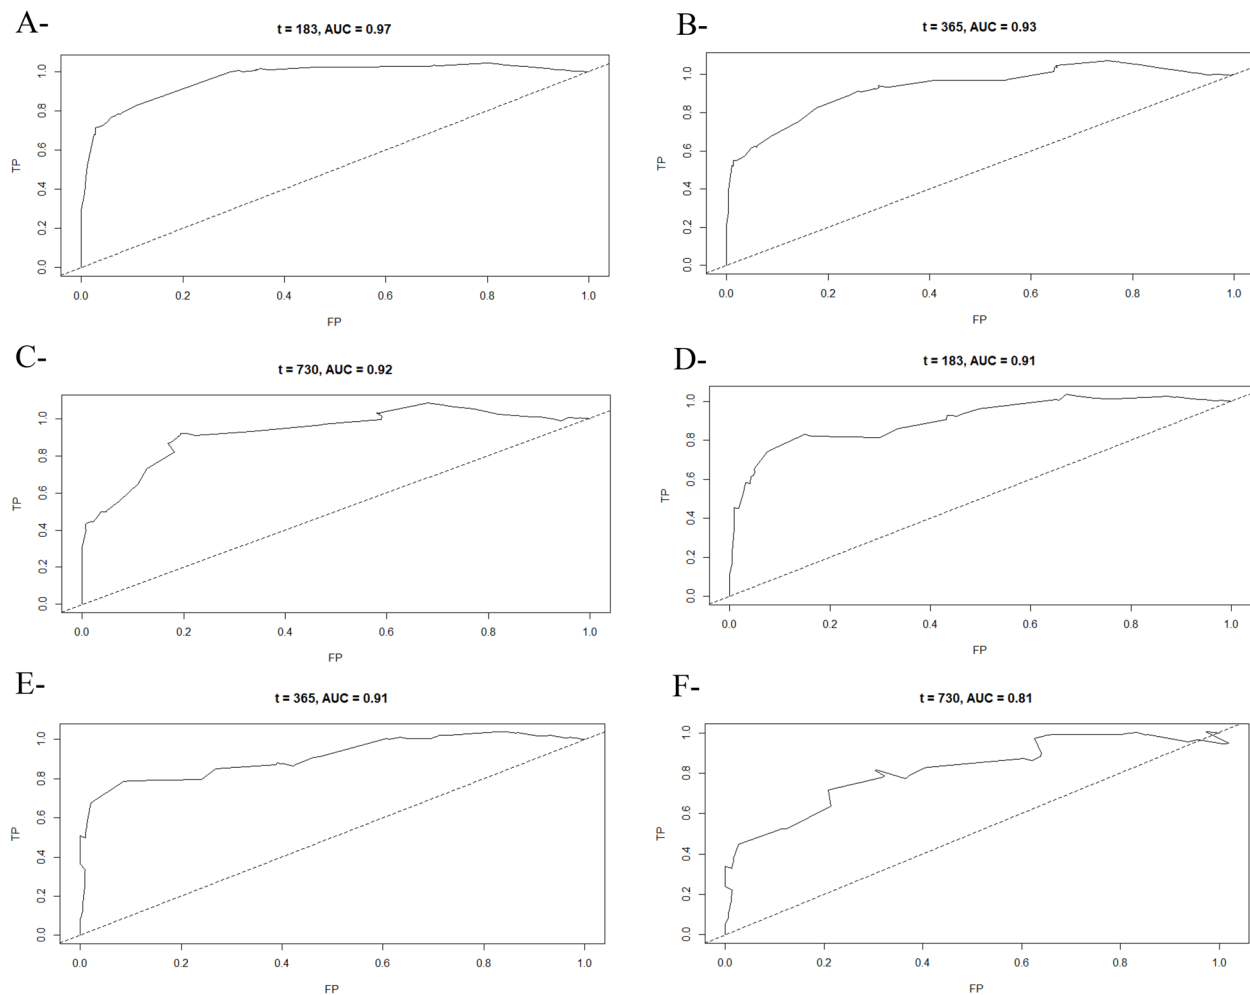 A-
t = 183, AUC = 0.97
TP
0.0 0.2 0.4 0.6 0.8 1.0
0.0 0.2 0.4 0.6 0.8 1.0
FP
B-
t = 365, AUC = 0.93
TP
0.0 0.2 0.4 0.6 0.8 1.0
0.0 0.2 0.4 0.6 0.8 1.0
FP
C-
t = 730, AUC = 0.92
TP
0.0 0.2 0.4 0.6 0.8 1.0
0.0 0.2 0.4 0.6 0.8 1.0
FP
D-
t = 183, AUC = 0.91
TP
0.0 0.2 0.4 0.6 0.8 1.0
0.0 0.2 0.4 0.6 0.8 1.0
FP
E-
t = 365, AUC = 0.91
TP
0.0 0.2 0.4 0.6 0.8 1.0
0.0 0.2 0.4 0.6 0.8 1.0
FP
F-
t = 730, AUC = 0.81
TP
0.0 0.2 0.4 0.6 0.8 1.0
0.0 0.2 0.4 0.6 0.8 1.0
FP